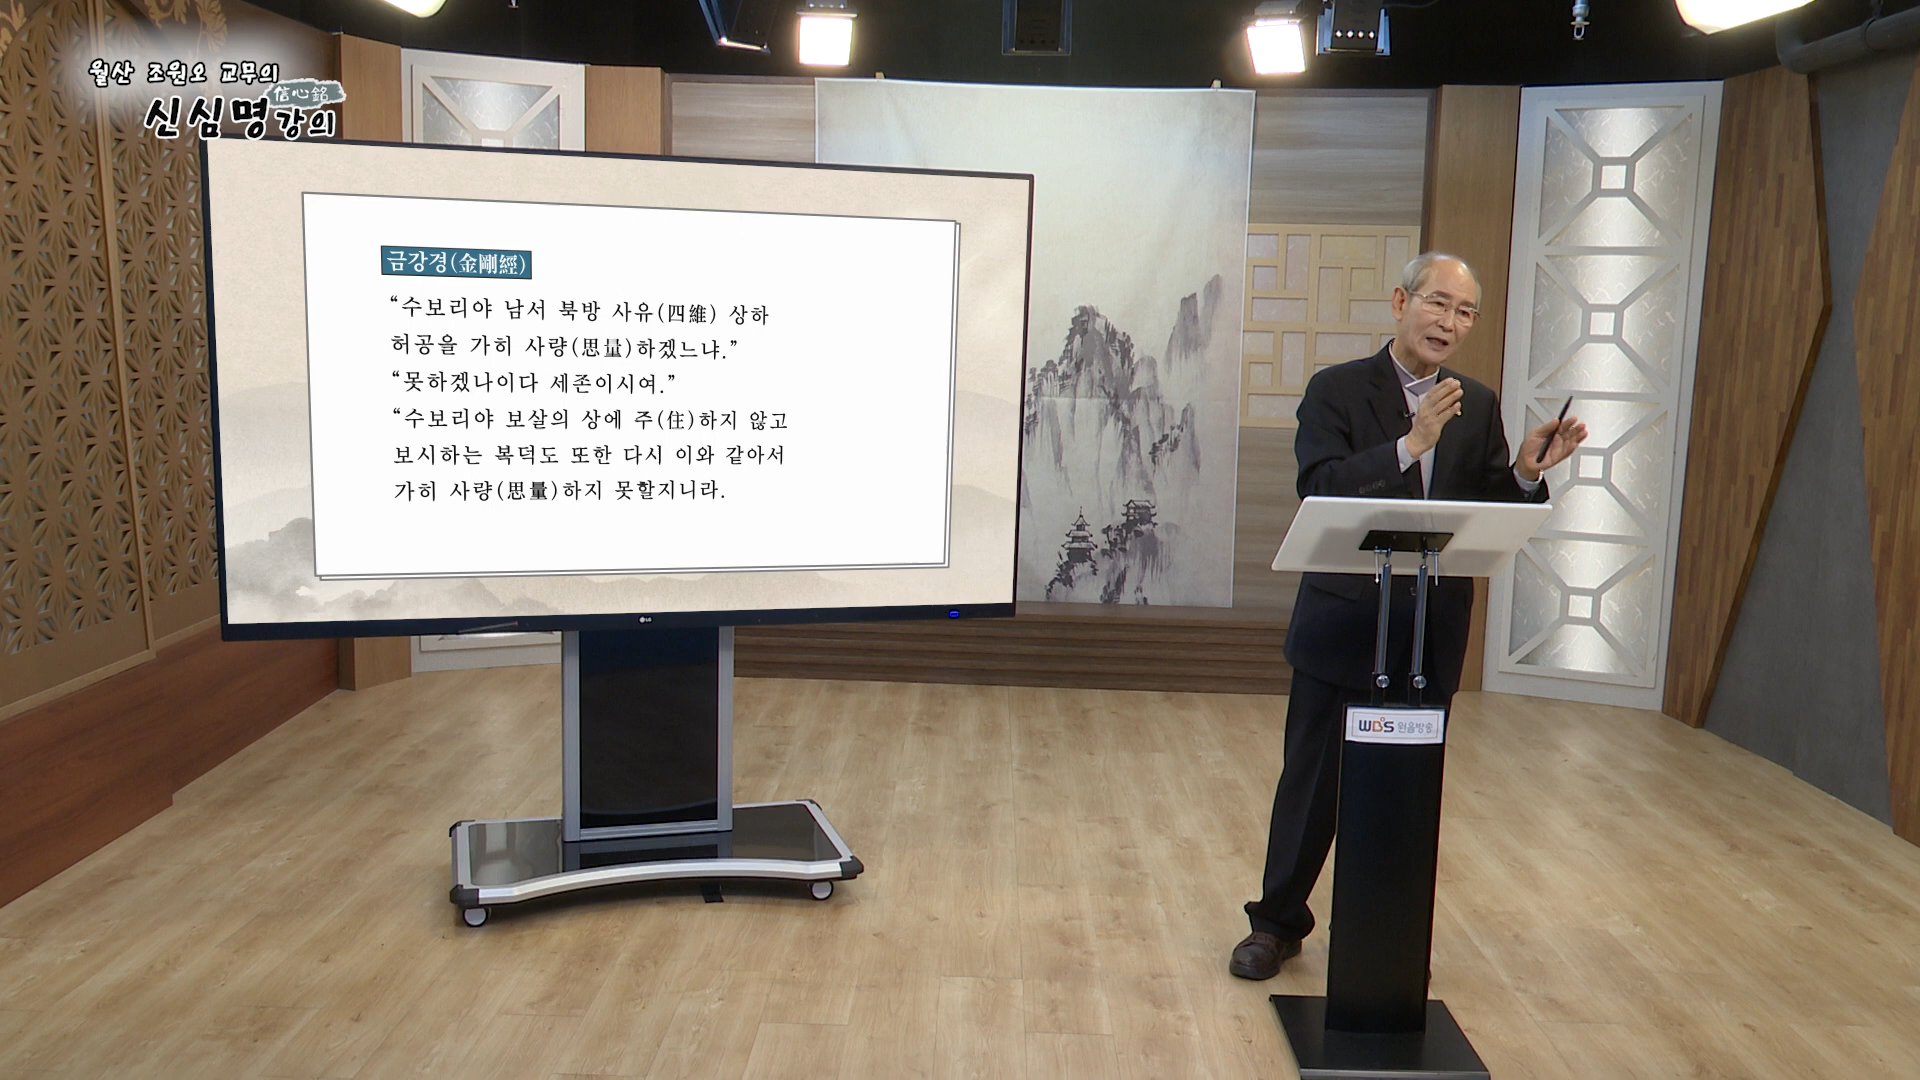 월산 조원오 교무의
신심명 信心銘 강의
금강경(金剛經)
“수보리야 남서 북방 사유(四維) 상하
허공을 가히 사량(思量)하겠느냐.”
“못하겠나이다 세존이시여.”
“수보리야 보살의 상에 주(住)하지 않고
보시하는 복덕도 또한 다시 이와 같아서
가히 사량(思量)하지 못할지니라.
LG
WBS 원음방송